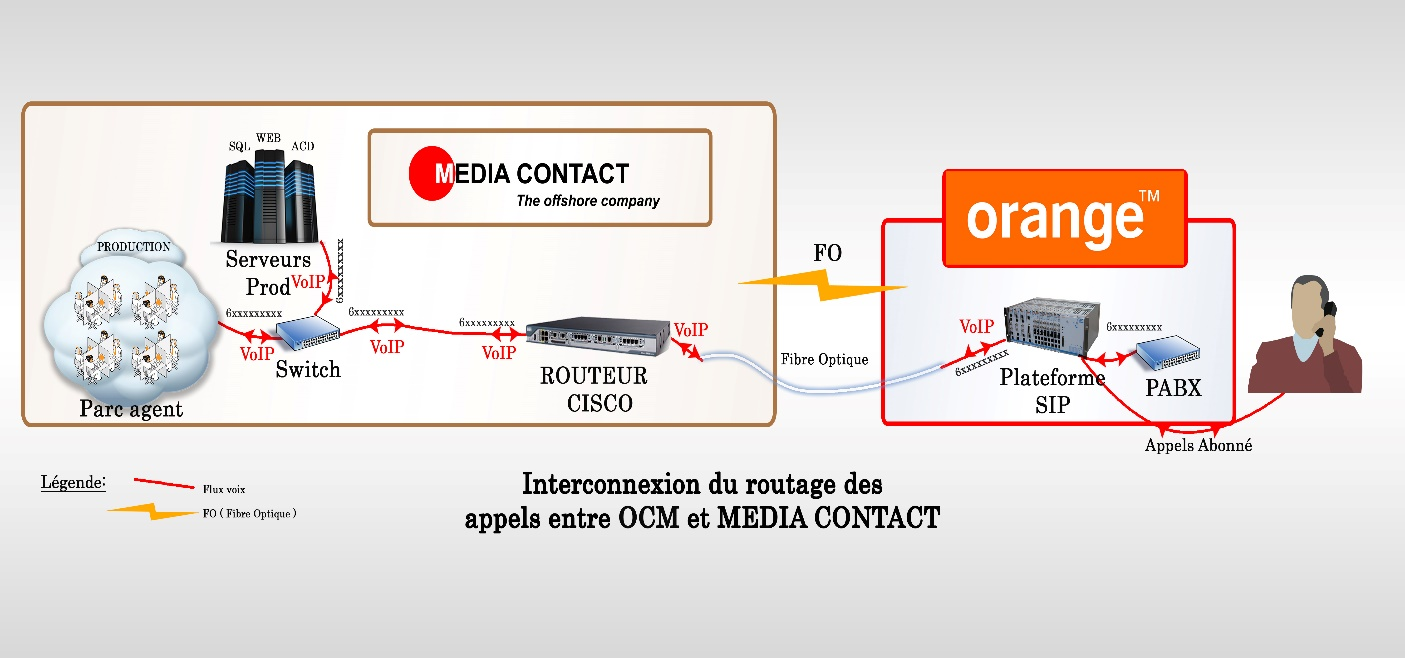 SQL WEB ACD
MEDIA CONTACT
The offshore company
orange™
PRODUCTION
Serveurs
Prod
VoIP
6xxxxxxxxx
FO
6xxxxxxxxx
VoIP
Switch
6xxxxxxxxx
VoIP
6xxxxxxxxx
VoIP
ROUTEUR
CISCO
VoIP
Fibre Optique
VoIP
6xxxxxxxxx
6xxxxxxxxx
Plateforme
SIP
PABX
Parc agent
Appels Abonné
Légende:
Flux voix
FO ( Fibre Optique )
Interconnexion du routage des
appels entre OCM et MEDIA CONTACT